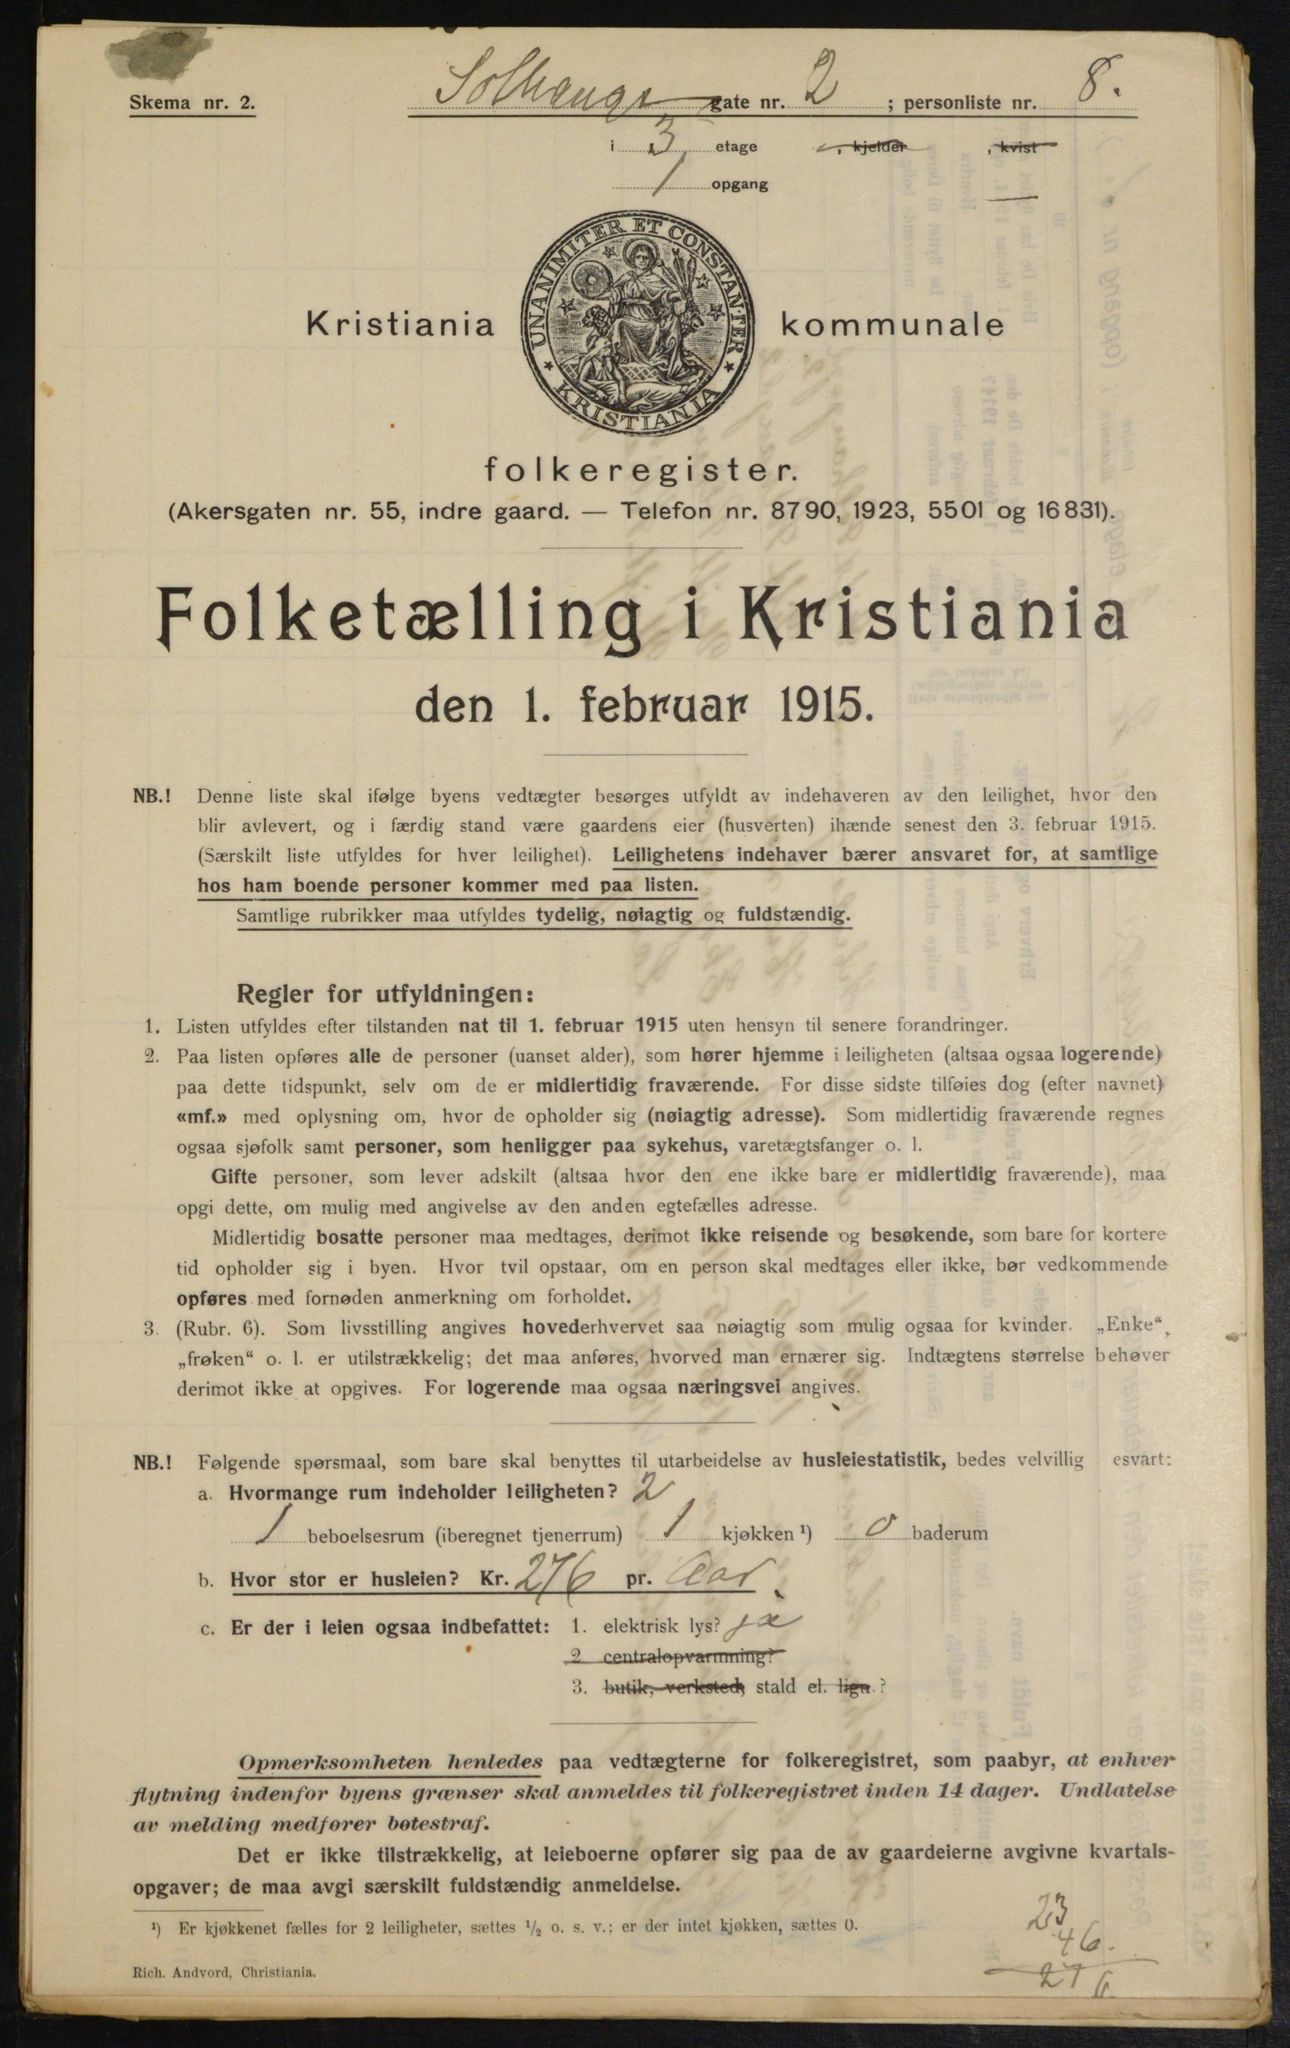 Skema nr. 2.
Solhaugs gate nr. 2 ; personliste nr. 8.
i 3 etage , kjelder , kvist
1 opgang
UNANIMITER ET CONSTANTER
KRISTIANIA
Kristiania kommunale
folkeregister.
(Akersgaten nr. 55, indre gaard. — Telefon nr. 8790, 1923, 5501 og 16831).
Folketælling i Kristiania
den 1. februar 1915.
NB.! Denne liste skal ifølge byens vedtægter besørges utfyldt av indehaveren av den leilighet, hvor den
blir avlevert, og i færdig stand være gaardens eier (husverten) ihænde senest den 3. februar 1915.
(Særskilt liste utfyldes for hver leilighet). Leilighetens indehaver bærer ansvaret for, at samtlige
hos ham boende personer kommer med paa listen.
Samtlige rubrikker maa utfyldes tydelig, nøiagtig og fuldstændig.
Regler for utfyldningen:
1. Listen utfyldes efter tilstanden nat til 1. februar 1915 uten hensyn til senere forandringer.
2. Paa listen opføres alle de personer (uanset alder), som hører hjemme i leiligheten (altsaa ogsaa logerende)
paa dette tidspunkt, selv om de er midlertidig fraværende. For disse sidste tilføies dog (efter navnet)
«mf.» med oplysning om, hvor de opholder sig (nøiagtig adresse). Som midlertidig fraværende regnes
ogsaa sjøfolk samt personer, som henligger paa sykehus, varetægtsfanger o. l.
Gifte personer, som lever adskilt (altsaa hvor den ene ikke bare er midlertidig fraværende), maa
opgi dette, om mulig med angivelse av den anden egtefælles adresse.
Midlertidig bosatte personer maa medtages, derimot ikke reisende og besøkende, som bare for kortere
tid opholder sig i byen. Hvor tvil opstaar, om en person skal medtages eller ikke, bør vedkommende
opføres med fornøden anmerkning om forholdet.
3. (Rubr. 6). Som livsstilling angives hovederhvervet saa nøiagtig som mulig ogsaa for kvinder. „Enke“,
„frøken“ o. l. er utilstrækkelig; det maa anføres, hvorved man ernærer sig. Indtægtens størrelse behøver
derimot ikke at opgives. For logerende maa ogsaa næringsvei angives.
NB.! Følgende spørsmaal, som bare skal benyttes til utarbeidelse av husleiestatistik, bedes velvillig esvart:
a. Hvormange rum indeholder leiligheten? 2
1 beboelsesrum (iberegnet tjenerrum) 1 kjøkken ¹) 0 baderum
b. Hvor stor er husleien? Kr. 276 pr. Aar
c. Er der i leien ogsaa indbefattet: 1. elektrisk lys? ja
2 centralopvarmning?
3. butik, verksted, stald el. lign.?
Opmerksomheten henledes paa vedtægterne for folkeregistret, som paabyr, at enhver
flytning indenfor byens grænser skal anmeldes til folkeregistret inden 14 dager. Undlatelse
av melding medfører bøtestraf.
Det er ikke tilstrækkelig, at leieboerne opfører sig paa de av gaardeierne avgivne kvartals-
opgaver; de maa avgi særskilt fuldstændig anmeldelse.
¹) Er kjøkkenet fælles for 2 leiligheter, sættes ½ o. s. v.; er der intet kjøkken, sættes 0.
23
46.
276
Rich. Andvord, Christiania.